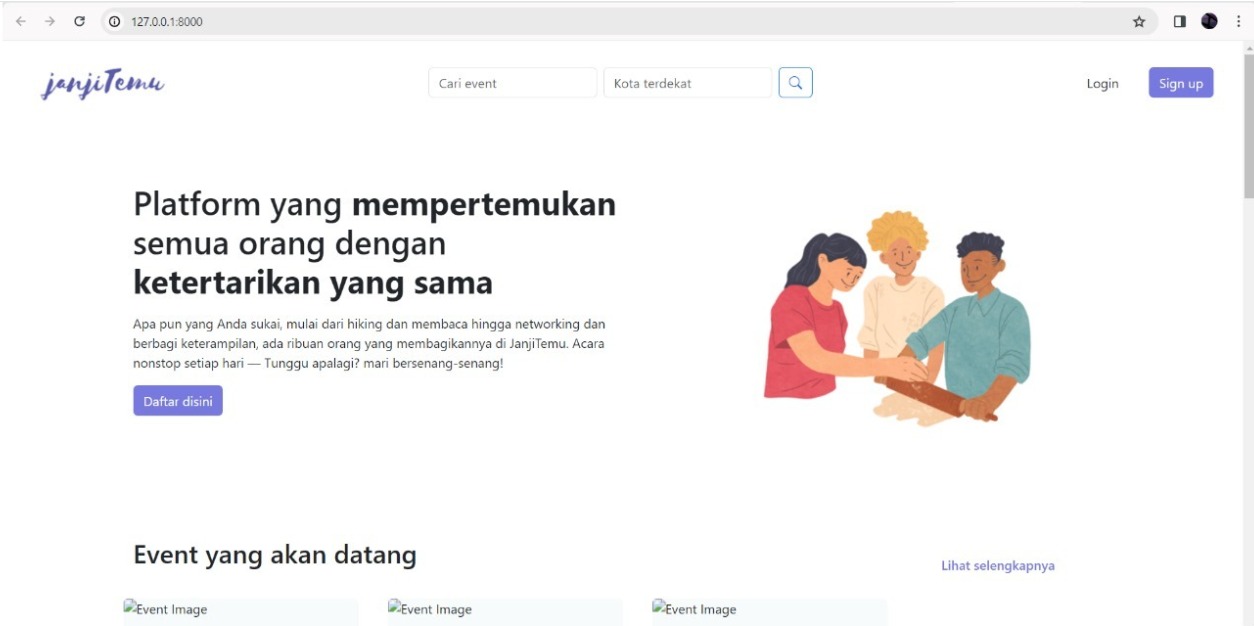 127.0.0.1:8000
janjiTemu
Cari event
Kota terdekat
Login
Sign up
Platform yang mempertemukan
semua orang dengan
ketertarikan yang sama
Apa pun yang Anda sukai, mulai dari hiking dan membaca hingga networking dan
berbagi keterampilan, ada ribuan orang yang membagikannya di JanjiTemu. Acara
nonstop setiap hari — Tunggu apalagi? mari bersenang-senang!
Daftar disini
Event yang akan datang
Lihat selengkapnya
Event Image
Event Image
Event Image